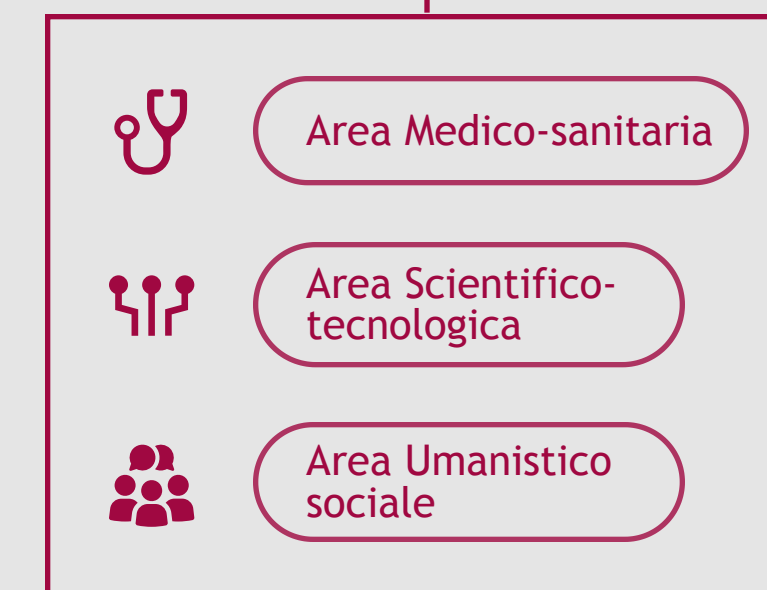 Area Medico-sanitaria
Area Scientifico-
tecnologica
Area Umanistico
sociale